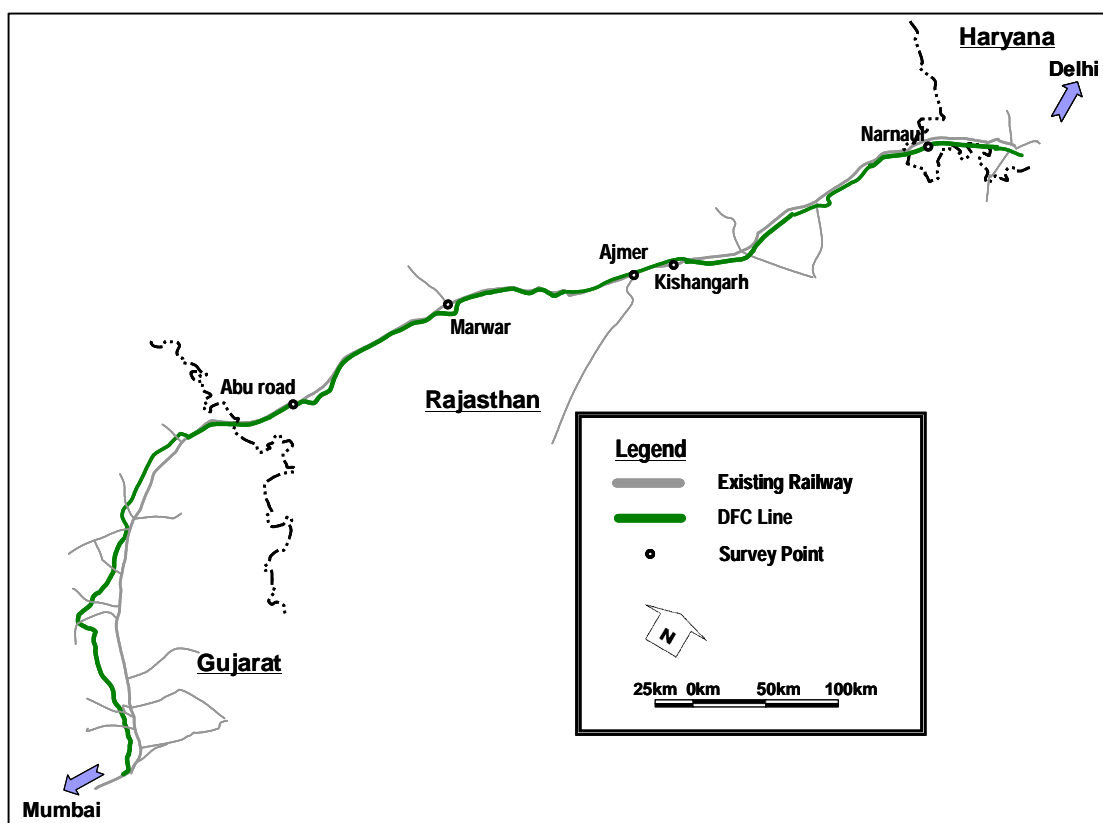 Haryana
Delhi
Narnaul
Ajmer
Kishangarh
Marwar
Abu road
Rajasthan
Legend
Existing Railway
DFC Line
Survey Point
N
25km 0km 50km 100km
Gujarat
Mumbai